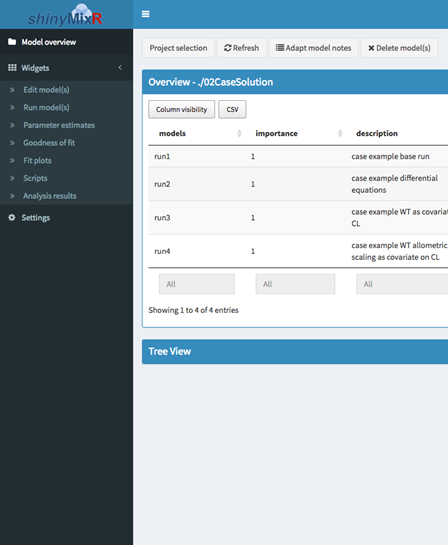 shinyMixR
Model overview
Widgets
Edit model(s)
Run model(s)
Parameter estimates
Goodness of fit
Fit plots
Scripts
Analysis results
Settings
Project selection Refresh Adapt model notes Delete model(s)
Overview - ./02CaseSolution
Column visibility CSV
models importance description
run1 1 case example base run
run2 1 case example differential
equations
run3 1 case example WT as covariat
CL
run4 1 case example WT allometric
scaling as covariate on CL
All All All
Showing 1 to 4 of 4 entries
Tree View